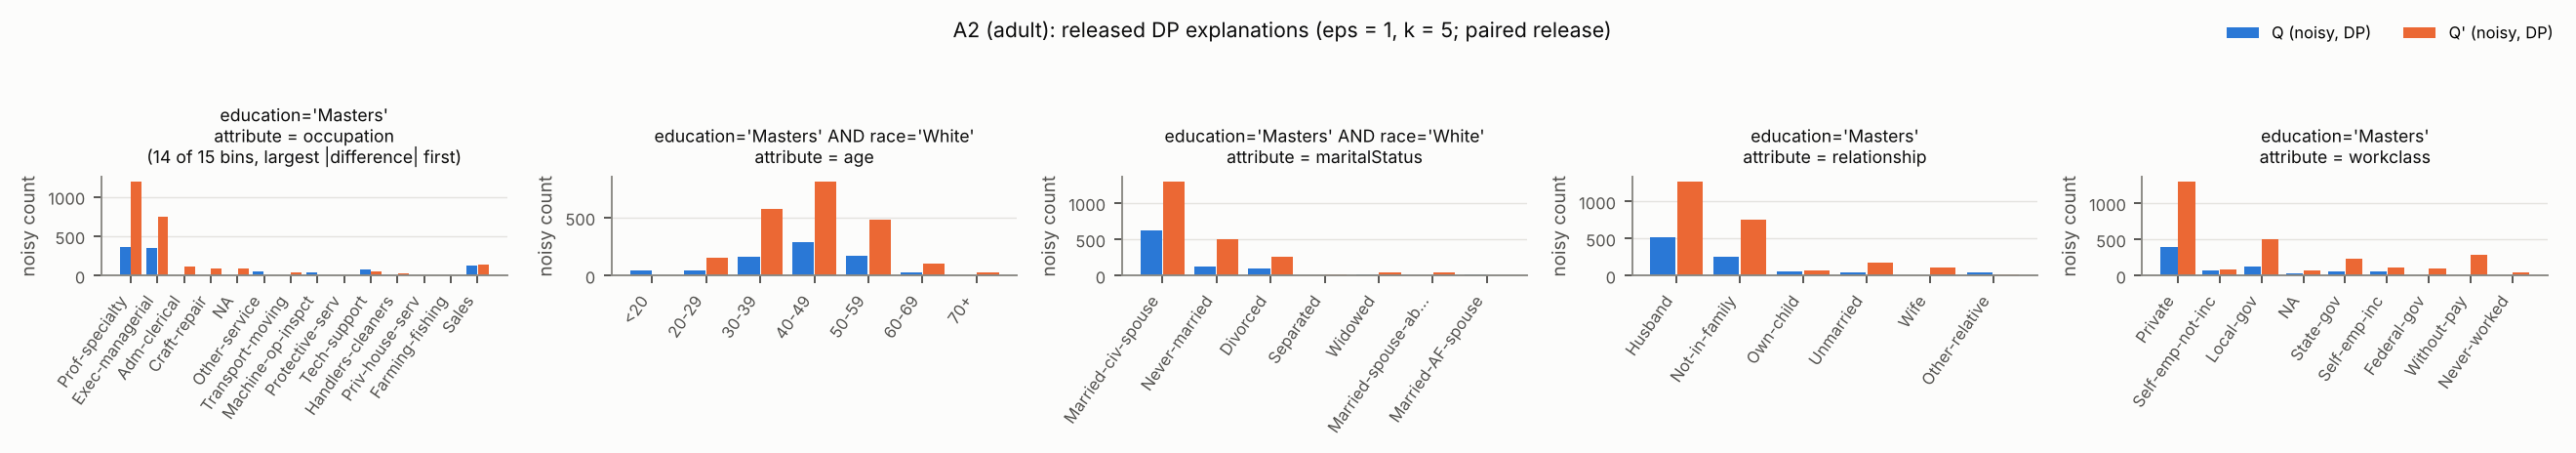 A2 (adult): released DP explanations (eps = 1, k = 5; paired release)
Q (noisy, DP)
Q' (noisy, DP)
education='Masters'
attribute = occupation
(14 of 15 bins, largest |difference| first)
noisy count
1000
500
0
Prof-specialty
Exec-managerial
Adm-clerical
Craft-repair
NA
Other-service
Transport-moving
Machine-op-inspct
Protective-serv
Tech-support
Handlers-cleaners
Priv-house-serv
Farming-fishing
Sales
education='Masters' AND race='White'
attribute = age
noisy count
500
0
<20
20-29
30-39
40-49
50-59
60-69
70+
education='Masters' AND race='White'
attribute = maritalStatus
noisy count
1000
500
0
Married-civ-spouse
Never-married
Divorced
Separated
Widowed
Married-spouse-ab...
Married-AF-spouse
education='Masters'
attribute = relationship
noisy count
1000
500
0
Husband
Not-in-family
Own-child
Unmarried
Wife
Other-relative
education='Masters'
attribute = workclass
noisy count
1000
500
0
Private
Self-emp-not-inc
Local-gov
NA
State-gov
Self-emp-inc
Federal-gov
Without-pay
Never-worked